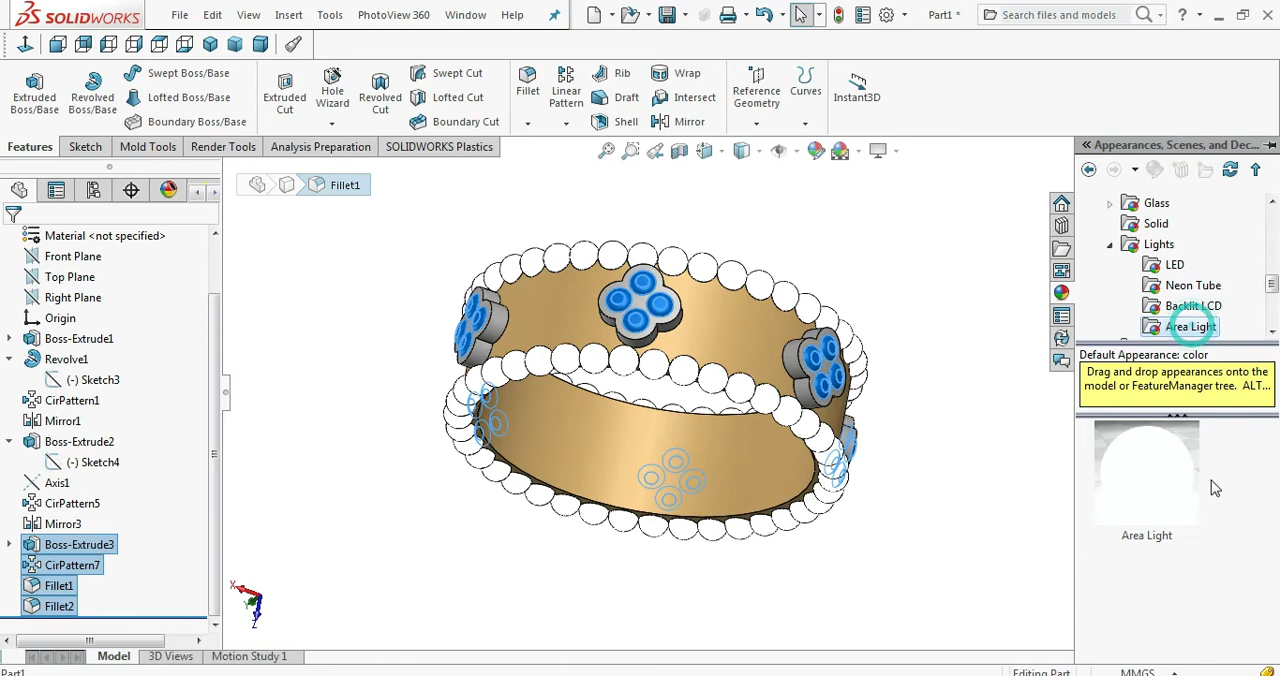 SOLIDWORKS File Edit View Insert Tools PhotoView 360 Window Help Part1 * Search files and models
Extruded Boss/Base
Revolved Boss/Base
Swept Boss/Base
Lofted Boss/Base
Boundary Boss/Base
Extruded Cut
Hole Wizard
Revolved Cut
Swept Cut
Lofted Cut
Boundary Cut
Fillet
Linear Pattern
Rib
Draft
Shell
Wrap
Intersect
Mirror
Reference Geometry
Curves
Instant3D
Features Sketch Mold Tools Render Tools Analysis Preparation SOLIDWORKS Plastics
Fillet1
Material <not specified>
Front Plane
Top Plane
Right Plane
Origin
Boss-Extrude1
Revolve1
(-) Sketch3
CirPattern1
Mirror1
Boss-Extrude2
(-) Sketch4
Axis1
CirPattern5
Mirror3
Boss-Extrude3
CirPattern7
Fillet1
Fillet2
X
Y
Z
Appearances, Scenes, and Dec...
Glass
Solid
Lights
LED
Neon Tube
Backlit LCD
Area Light
Default Appearance: color
Drag and drop appearances onto the
model or FeatureManager tree. ALT...
Area Light
Model 3D Views Motion Study 1
Part1 Editing Part MMGS